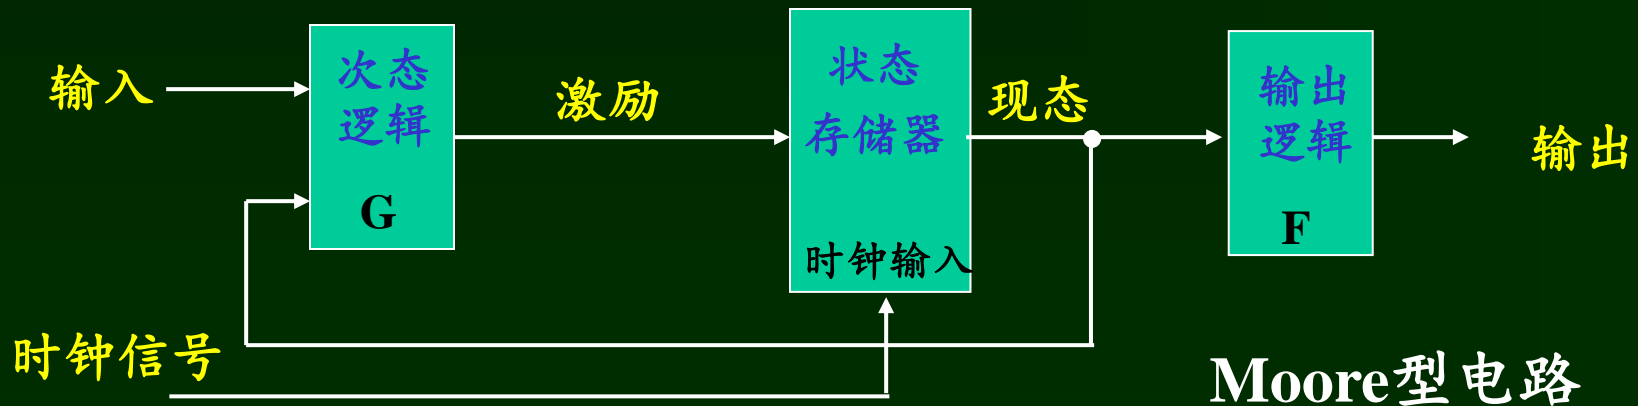 输入
次态
逻辑
G
激励
状态
存储器
时钟输入
现态
输出
逻辑
F
输出
时钟信号
Moore型电路